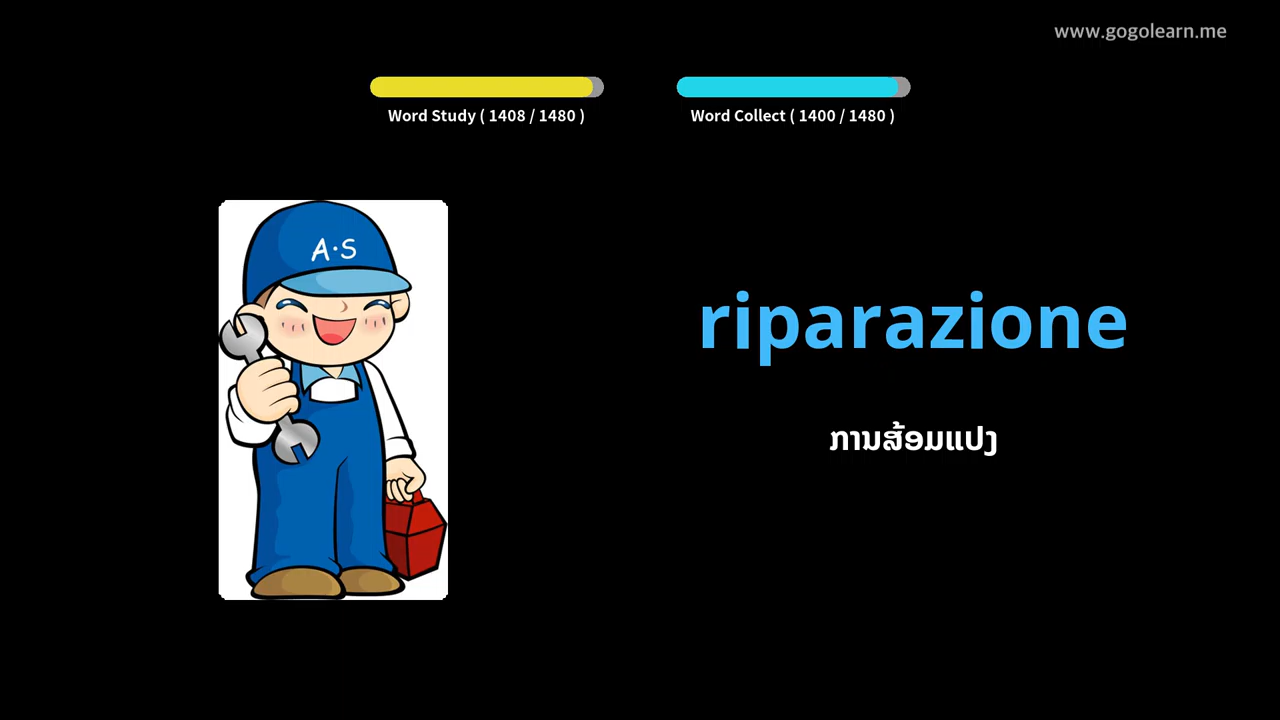 www.gogolearn.me
Word Study ( 1408 / 1480 )
Word Collect ( 1400 / 1480 )
A·S
riparazione
ການສ້ອມແປງ